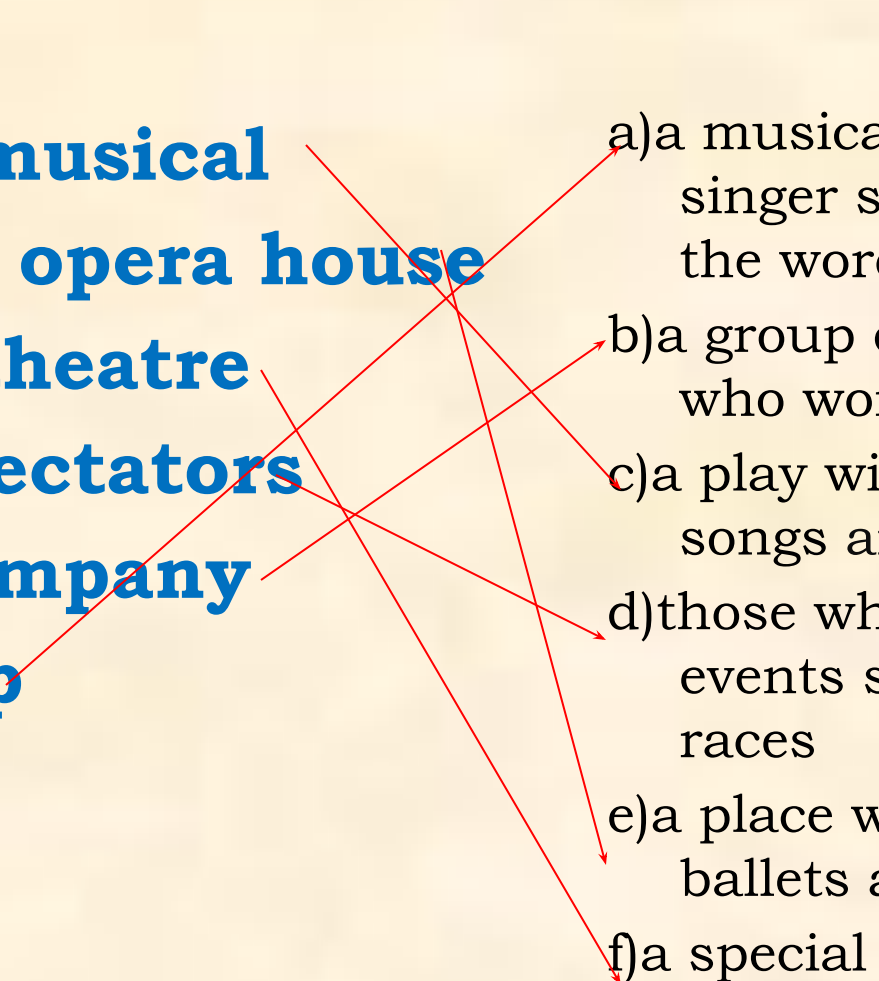 musical
opera house
heatre
ectators
mpany
p
a)a musica
singer s
the wor
b)a group
who wor
c)a play wi
songs a
d)those wh
events s
races
e)a place w
ballets a
f)a special